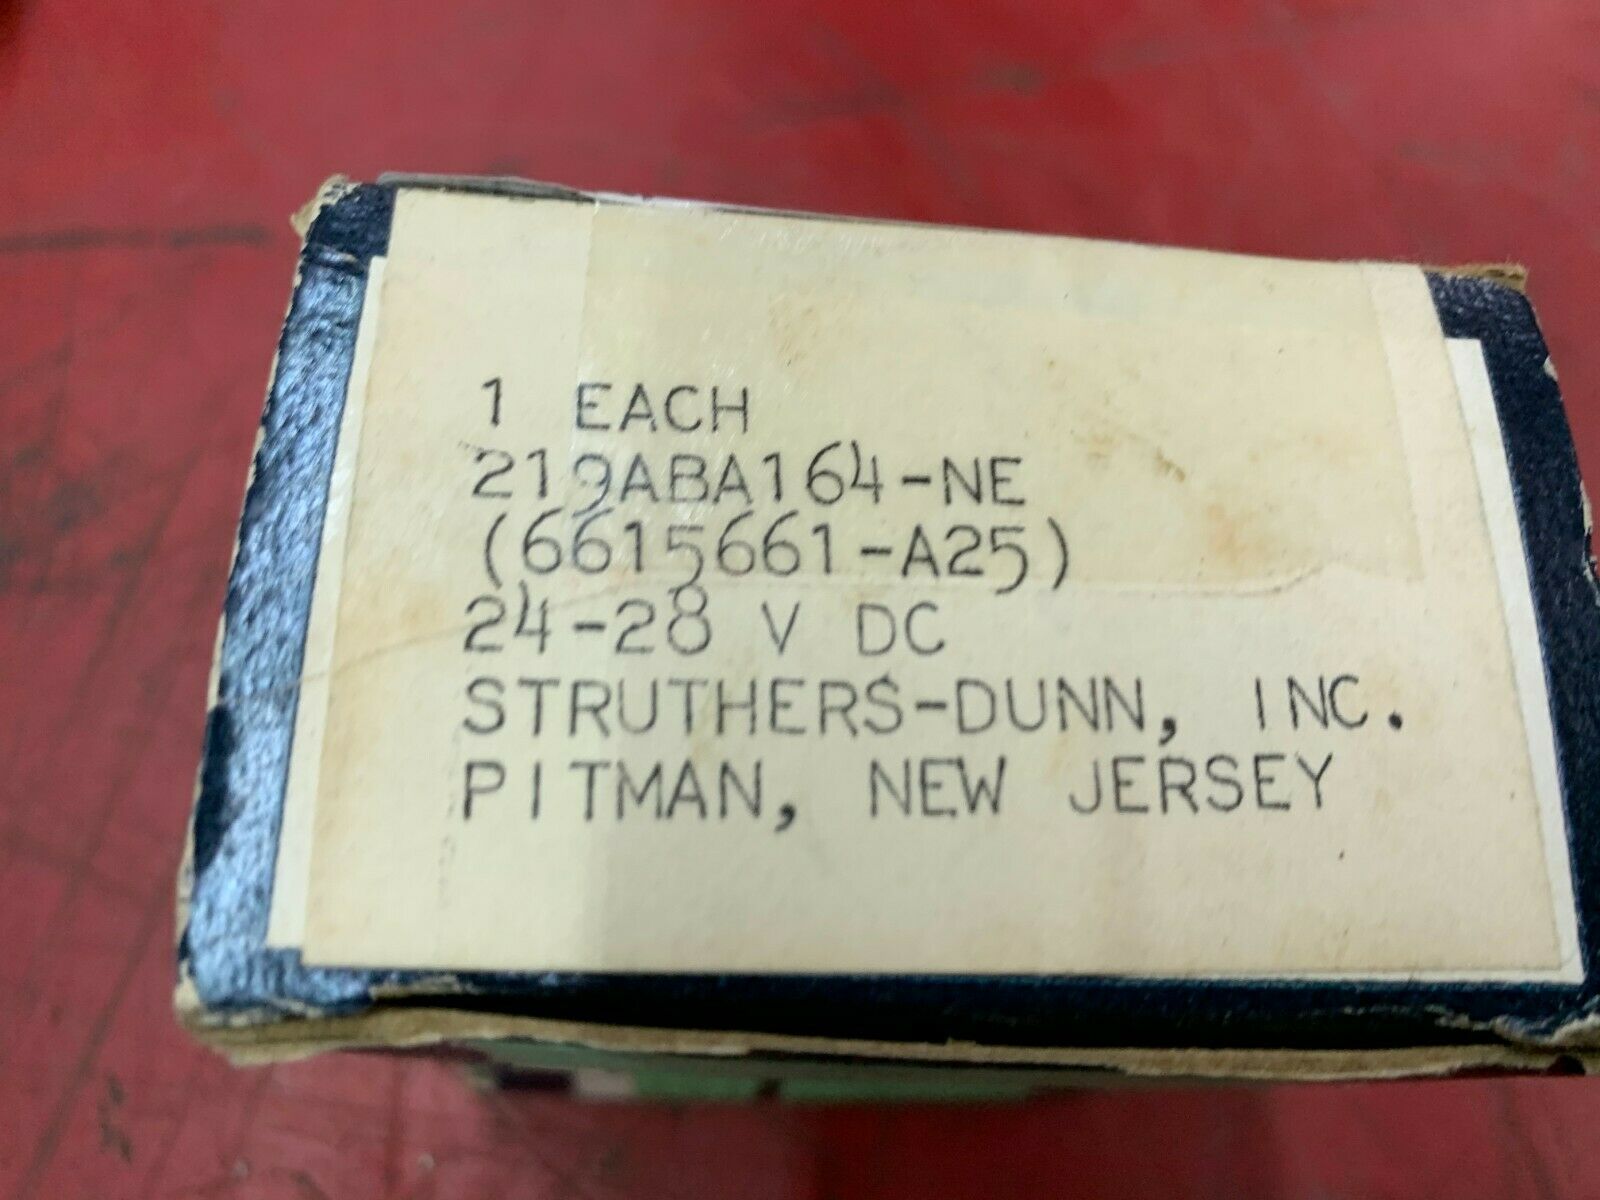 1 EACH
219ABA164-NE
(6615661-A25)
24-28 V DC
STRUTHERS-DUNN, INC.
PITMAN, NEW JERSEY